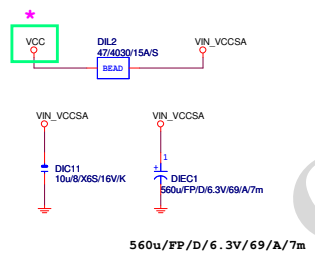 *
VCC
DIL2
47/4030/15A/S
VIN_VCCSA
BEAD
VIN_VCCSA
VIN_VCCSA
DIC11
10u/8/X6S/16V/K
1
+
DIEC1
560u/FP/D/6.3V/69/A/7m
560u/FP/D/6.3V/69/A/7m